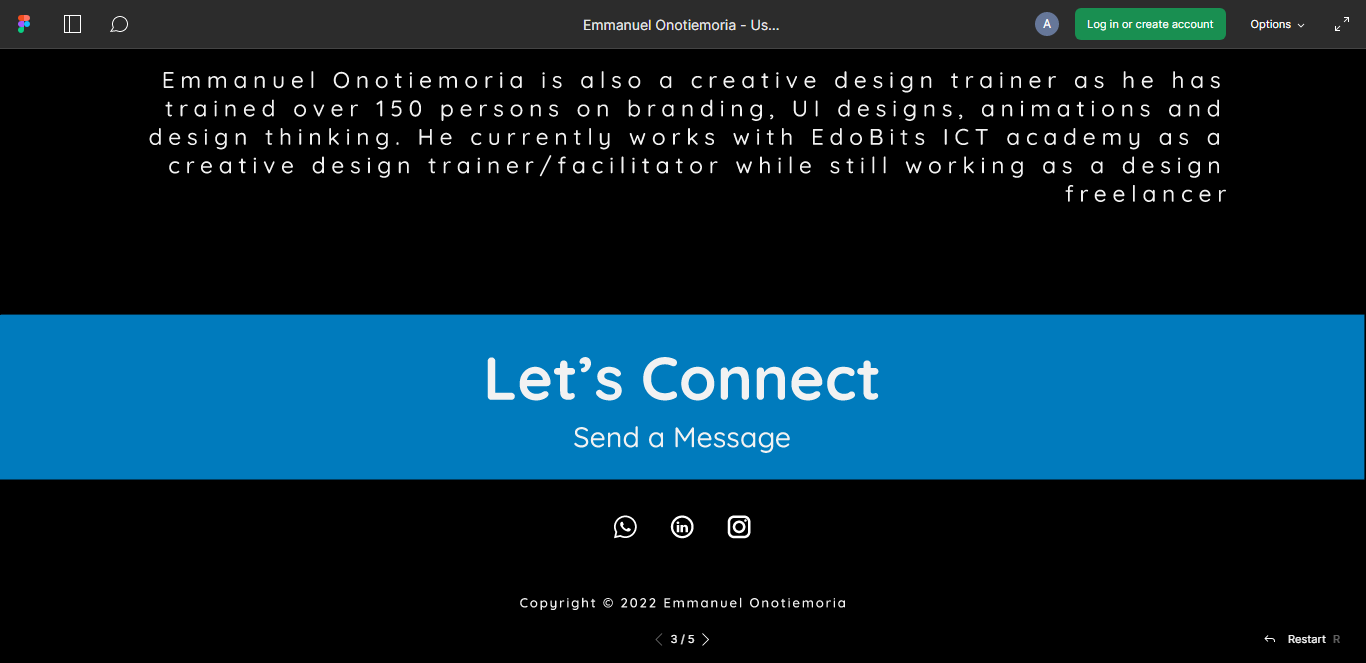 Emmanuel Onotiemoria - Us...
A
Log in or create account
Options
Emmanuel Onotiemoria is also a creative design trainer as he has
trained over 150 persons on branding, UI designs, animations and
design thinking. He currently works with EdoBits ICT academy as a
creative design trainer/facilitator while still working as a design
freelancer
Let’s Connect
Send a Message
in
Copyright © 2022 Emmanuel Onotiemoria
3 / 5
Restart R